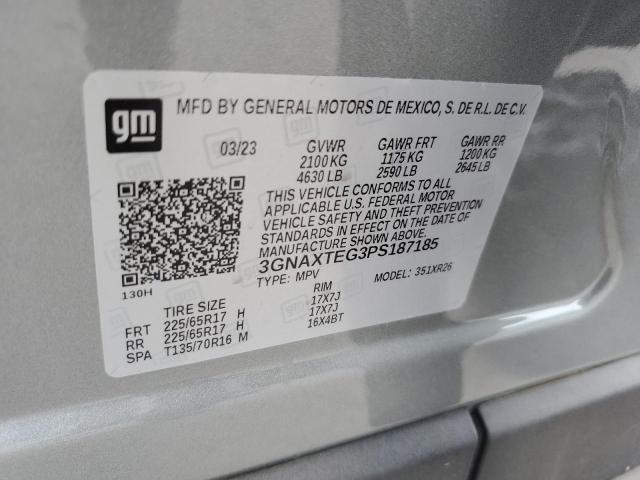 gm
MFD BY GENERAL MOTORS DE MEXICO, S. DE R.L. DE C.V.
03/23 GVWR GAWR FRT GAWR RR
2100 KG 1175 KG 1200 KG
4630 LB 2590 LB 2645 LB
THIS VEHICLE CONFORMS TO ALL
APPLICABLE U.S. FEDERAL MOTOR
VEHICLE SAFETY AND THEFT PREVENTION
STANDARDS IN EFFECT ON THE DATE OF
MANUFACTURE SHOWN ABOVE.
3GNAXTEG3PS187185
130H
TYPE: MPV MODEL: 351XR26
TIRE SIZE RIM
FRT 225/65R17 H 17X7J
RR 225/65R17 H 17X7J
SPA T135/70R16 M 16X4BT